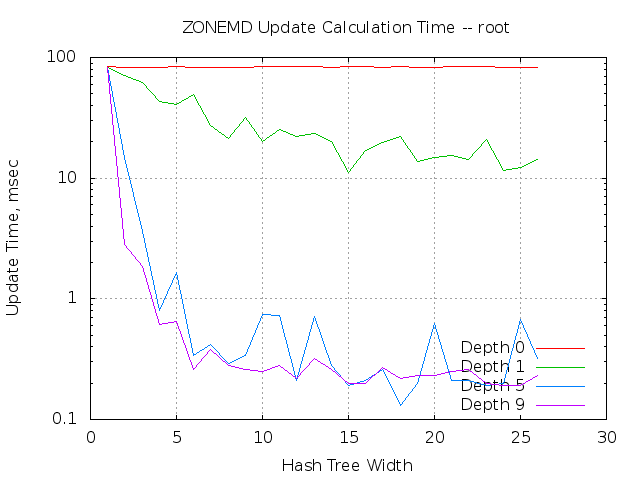 ZONEMD Update Calculation Time -- root
100
10
1
0.1
Update Time, msec
0 5 10 15 20 25 30
Hash Tree Width
Depth 0
Depth 1
Depth 5
Depth 9